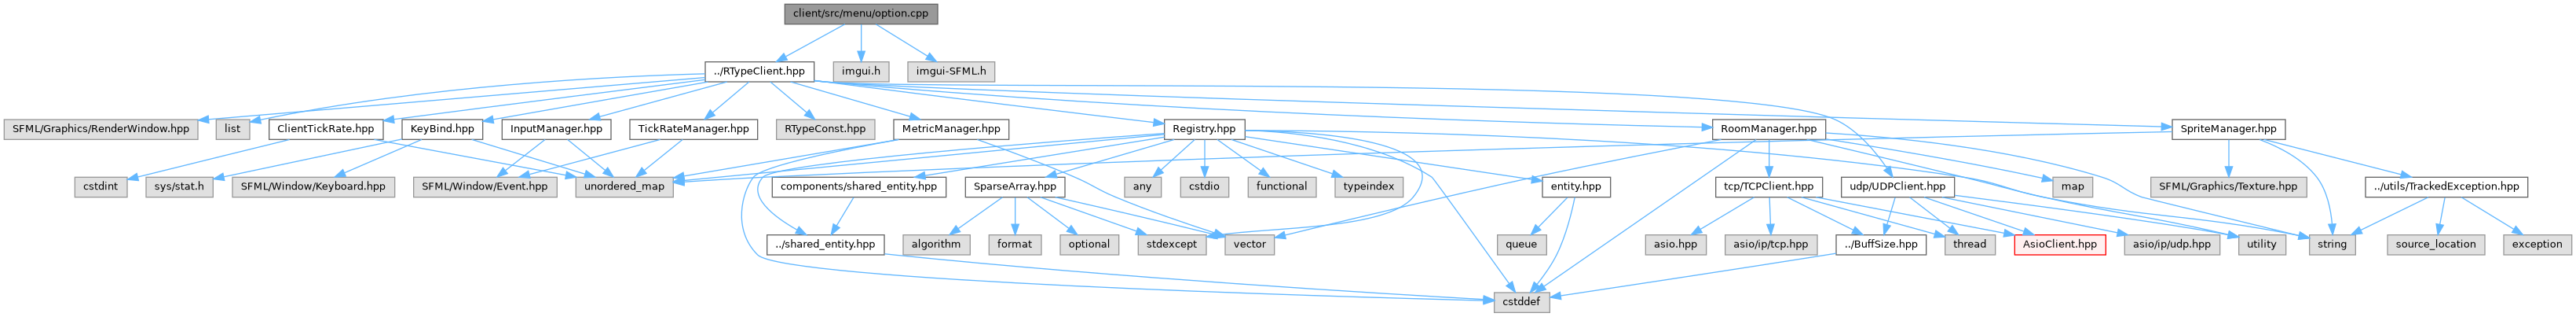 client/src/menu/option.cpp
../RTypeClient.hpp
imgui.h
imgui-SFML.h
SFML/Graphics/RenderWindow.hpp
list
ClientTickRate.hpp
KeyBind.hpp
InputManager.hpp
TickRateManager.hpp
RTypeConst.hpp
MetricManager.hpp
Registry.hpp
RoomManager.hpp
SpriteManager.hpp
cstdint
sys/stat.h
SFML/Window/Keyboard.hpp
SFML/Window/Event.hpp
unordered_map
components/shared_entity.hpp
SparseArray.hpp
any
cstdio
functional
typeindex
entity.hpp
tcp/TCPClient.hpp
udp/UDPClient.hpp
map
SFML/Graphics/Texture.hpp
../utils/TrackedException.hpp
../shared_entity.hpp
algorithm
format
optional
stdexcept
vector
queue
asio.hpp
asio/ip/tcp.hpp
../BuffSize.hpp
thread
AsioClient.hpp
asio/ip/udp.hpp
utility
string
source_location
exception
cstddef